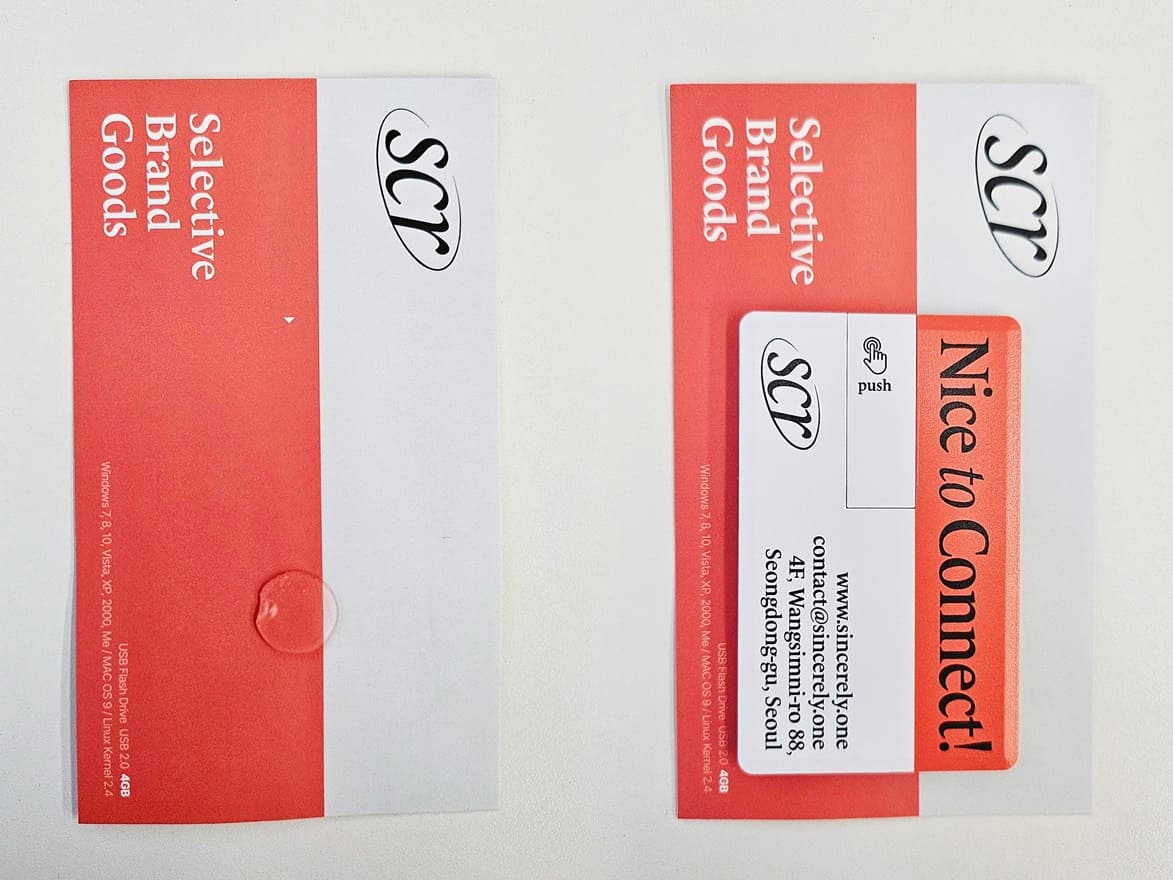 scr
Selective
Brand
Goods
USB Flash Drive USB 2.0 4GB
Windows 7, 8, 10, Vista, XP, 2000, Me / MAC OS 9 / Linux Kernel 2.4
scr
Selective
Brand
Goods
Nice to Connect!
push
scr
www.sincerely.one
contact@sincerely.one
4F, Wangsimni-ro 88,
Seongdong-gu, Seoul
USB Flash Drive USB 2.0 4GB
Windows 7, 8, 10, Vista, XP, 2000, Me / MAC OS 9 / Linux Kernel 2.4